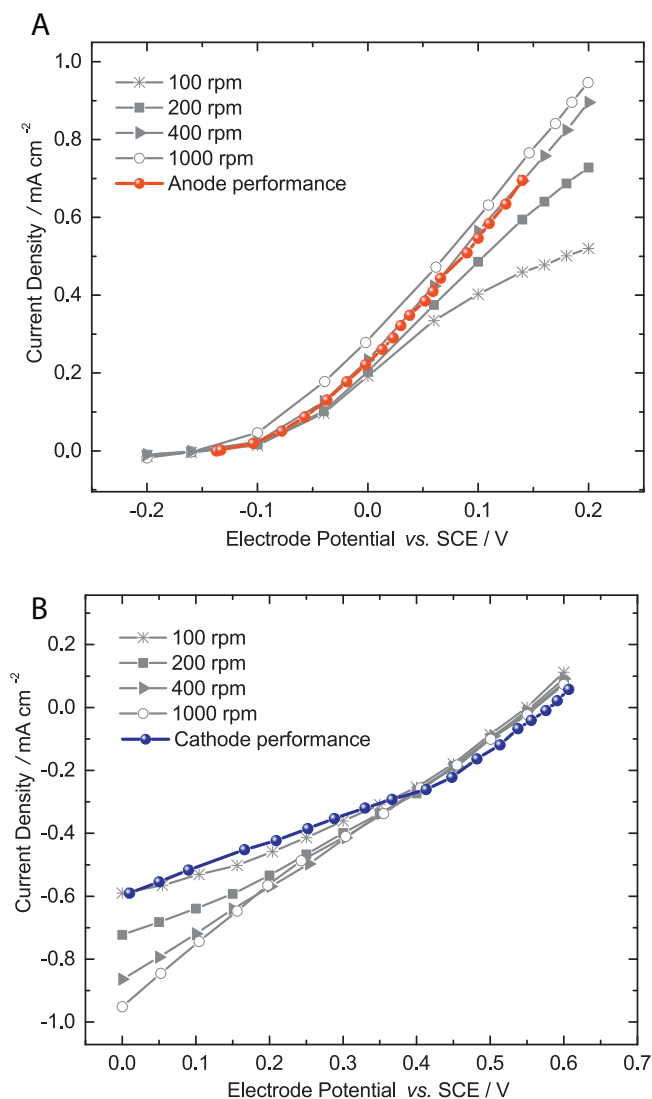 A
1.0
0.8
0.6
0.4
0.2
0.0
-0.2
-0.1
0.0
0.1
0.2
100 rpm
200 rpm
400 rpm
1000 rpm
Anode performance
Current Density / mA cm⁻²
Electrode Potential vs. SCE / V
B
0.2
0.0
-0.2
-0.4
-0.6
-0.8
-1.0
0.0
0.1
0.2
0.3
0.4
0.5
0.6
0.7
100 rpm
200 rpm
400 rpm
1000 rpm
Cathode performance
Current Density / mA cm⁻²
Electrode Potential vs. SCE / V